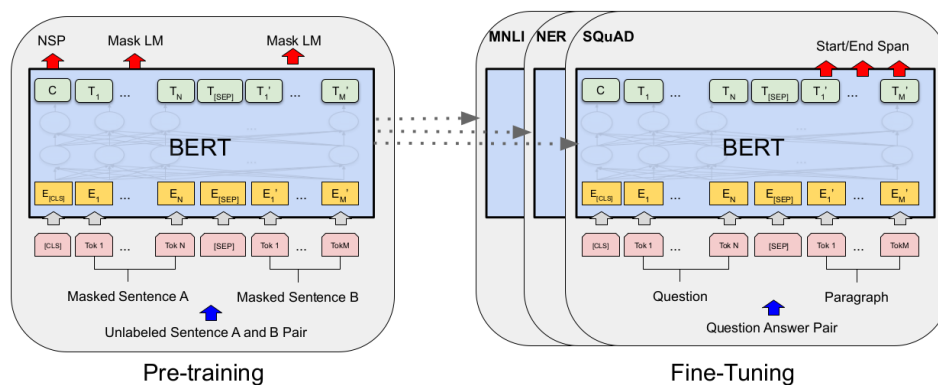 NSP Mask LM Mask LM
C T1 ... TN T[SEP] T1' ... TM'
BERT
E[CLS] E1 ... EN E[SEP] E1' ... EM'
[CLS] Tok 1 ... Tok N [SEP] Tok 1 ... TokM
Masked Sentence A Masked Sentence B
Unlabeled Sentence A and B Pair
Pre-training
MNLI NER SQuAD
Start/End Span
C T1 ... TN T[SEP] T1' ... TM'
BERT
E[CLS] E1 ... EN E[SEP] E1' ... EM'
[CLS] Tok 1 ... Tok N [SEP] Tok 1 ... TokM
Question Paragraph
Question Answer Pair
Fine-Tuning